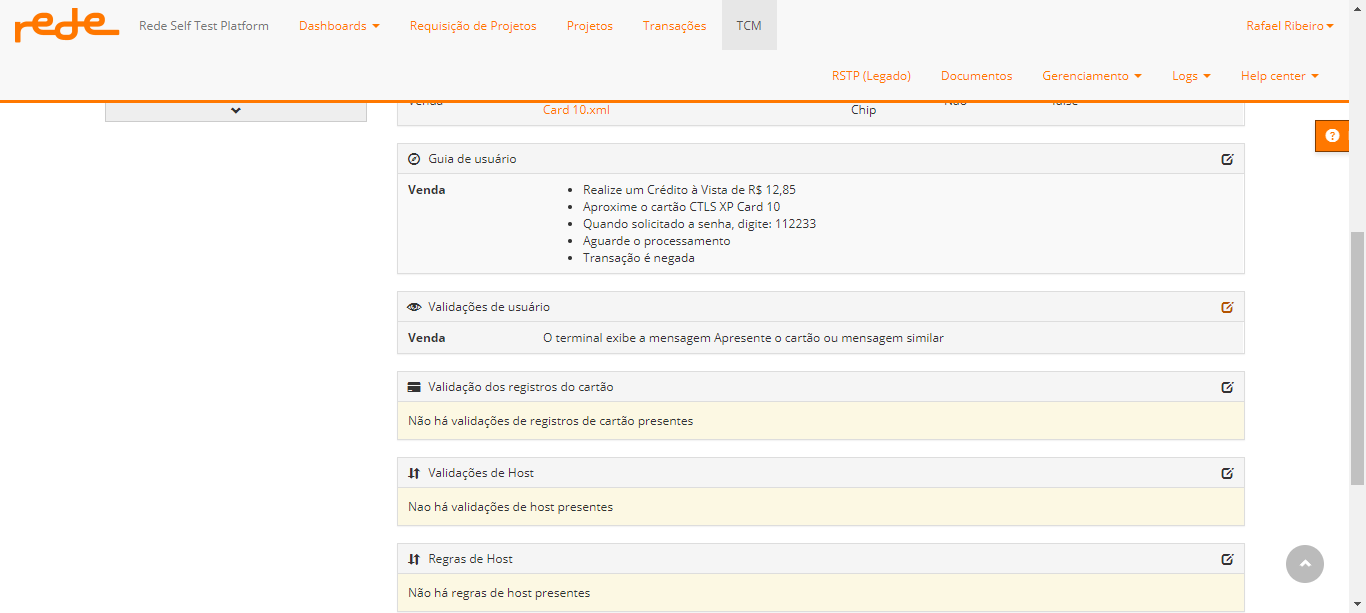 rede
Rede Self Test Platform
Dashboards
Requisição de Projetos
Projetos
Transações
TCM
Rafael Ribeiro
RSTP (Legado)
Documentos
Gerenciamento
Logs
Help center
Venda
Card 10.xml
Chip
Não
false
Guia de usuário
Venda
Realize um Crédito à Vista de R$ 12,85
Aproxime o cartão CTLS XP Card 10
Quando solicitado a senha, digite: 112233
Aguarde o processamento
Transação é negada
Validações de usuário
Venda O terminal exibe a mensagem Apresente o cartão ou mensagem similar
Validação dos registros do cartão
Não há validações de registros de cartão presentes
Validações de Host
Nao há validações de host presentes
Regras de Host
Não há regras de host presentes